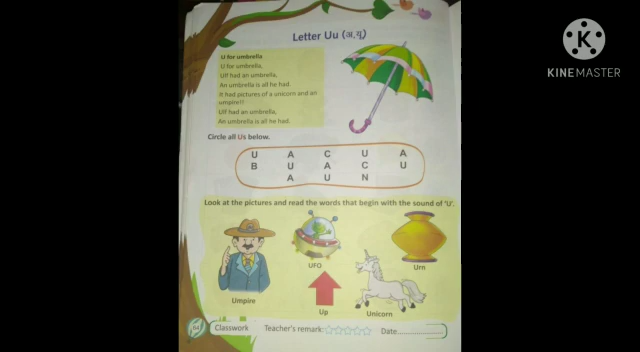 Letter Uu (अ, यू)
U for umbrella
U for umbrella,
Ulf had an umbrella,
An umbrella is all he had.
It had pictures of a unicorn and an
umpire!!
Ulf had an umbrella,
An umbrella is all he had.
Circle all Us below.
U A C U A
B U A C U
A U N
Look at the pictures and read the words that begin with the sound of 'U'.
UFO
Urn
Umpire
Up
Unicorn
Classwork Teacher's remark: Date
K
KINEMASTER